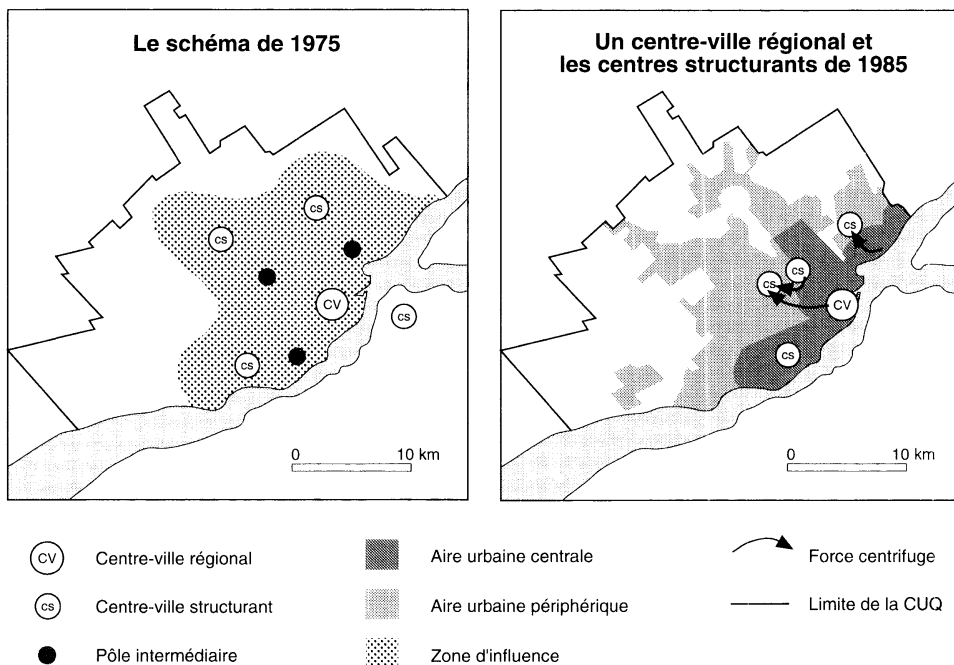 Le schéma de 1975
cs
cs
CV
cs
cs
0 10 km
Un centre-ville régional et
les centres structurants de 1985
cs
cs
cs
CV
cs
0 10 km
CV Centre-ville régional
cs Centre-ville structurant
Pôle intermédiaire
Aire urbaine centrale
Aire urbaine périphérique
Zone d'influence
Force centrifuge
Limite de la CUQ